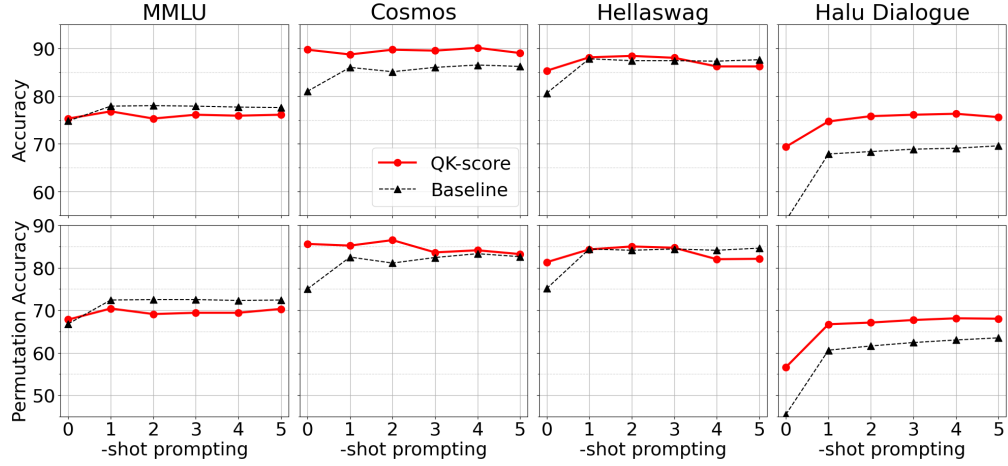 MMLU
Cosmos
Hellaswag
Halu Dialogue
Accuracy
90
80
70
60
QK-score
Baseline
Permutation Accuracy
90
80
70
60
50
0 1 2 3 4 5
0 1 2 3 4 5
0 1 2 3 4 5
0 1 2 3 4 5
-shot prompting
-shot prompting
-shot prompting
-shot prompting